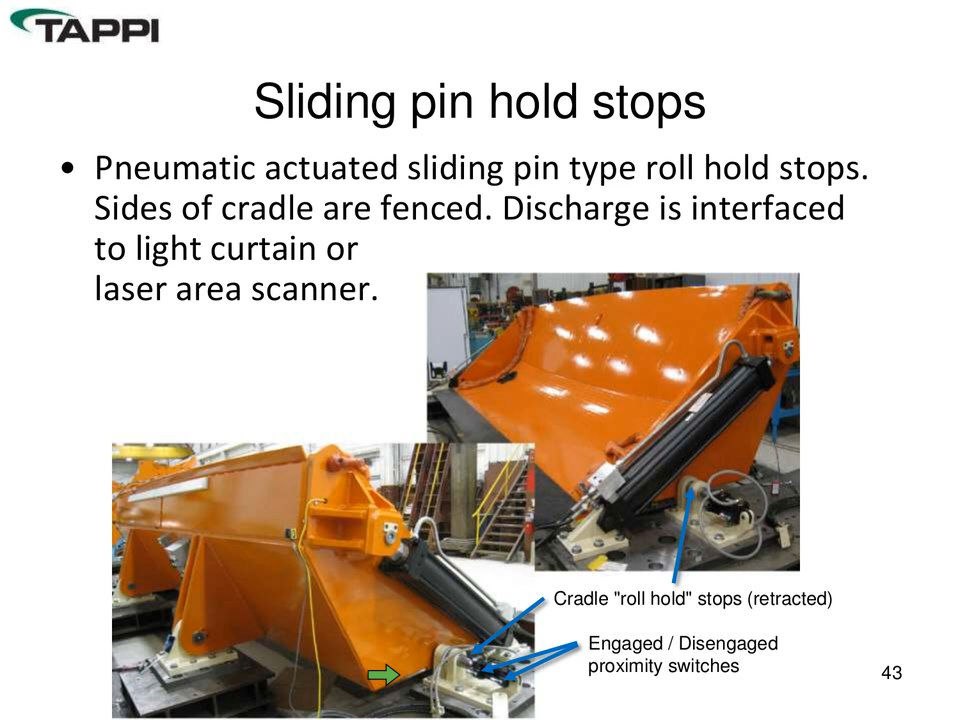 TAPPI
Sliding pin hold stops
• Pneumatic actuated sliding pin type roll hold stops.
Sides of cradle are fenced. Discharge is interfaced
to light curtain or
laser area scanner.
Cradle "roll hold" stops (retracted)
Engaged / Disengaged
proximity switches
43